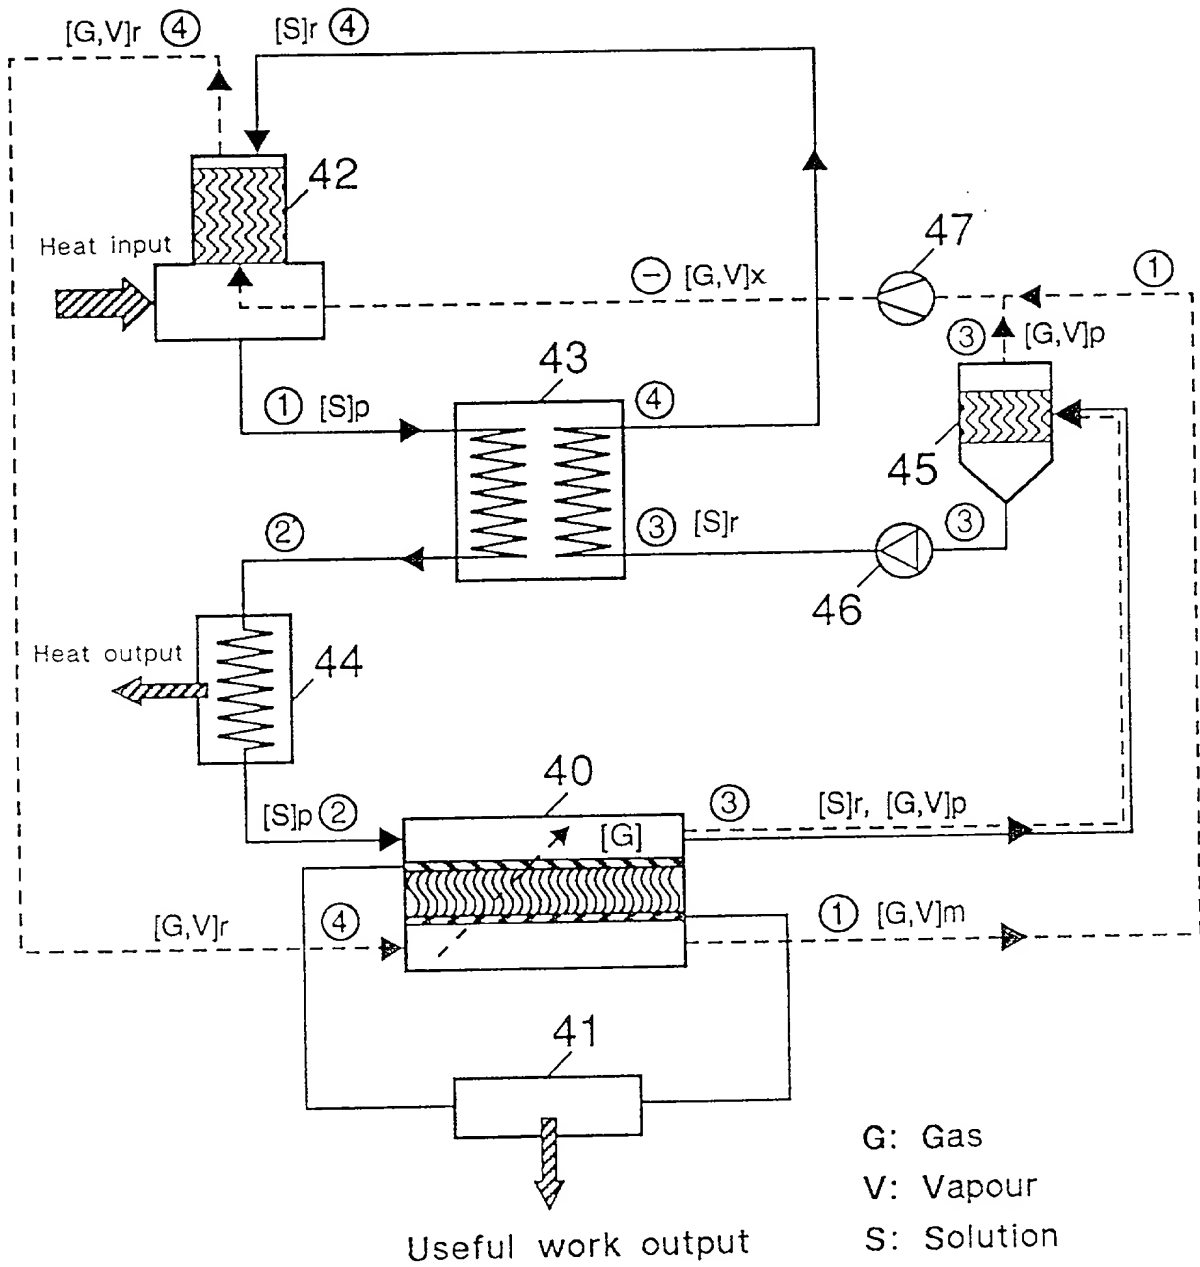 [G,V]r ④ [S]r ④
42
Heat input
47
⊖ [G,V]x
①
③ [G,V]p
43
① [S]p
④
45
②
③ [S]r
③
46
Heat output
44
40
[S]p ②
③ [S]r, [G,V]p
[G]
[G,V]r ④
① [G,V]m
41
G: Gas
V: Vapour
S: Solution
Useful work output